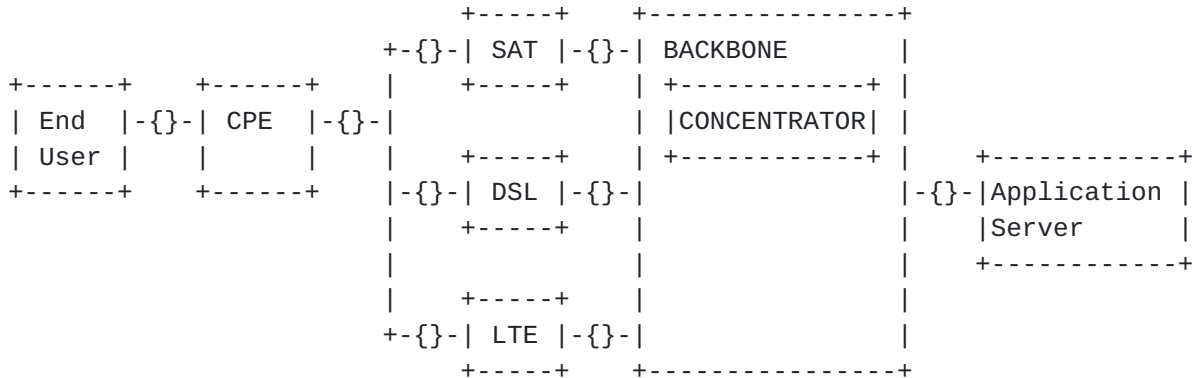 +-----+    +----------------+
                        +-{}-| SAT |-{}-| BACKBONE       |
+------+    +------+    |    +-----+    | +------------+ |
| End  |-{}-| CPE  |-{}-|               | |CONCENTRATOR| |
| User |    |      |    |    +-----+    | +------------+ |    +------------+
+------+    +------+    |-{}-| DSL |-{}-|                |-{}-|Application |
                        |    +-----+    |                |    |Server      |
                        |               |                |    +------------+
                        |    +-----+    |                |
                        +-{}-| LTE |-{}-|                |
                             +-----+    +----------------+